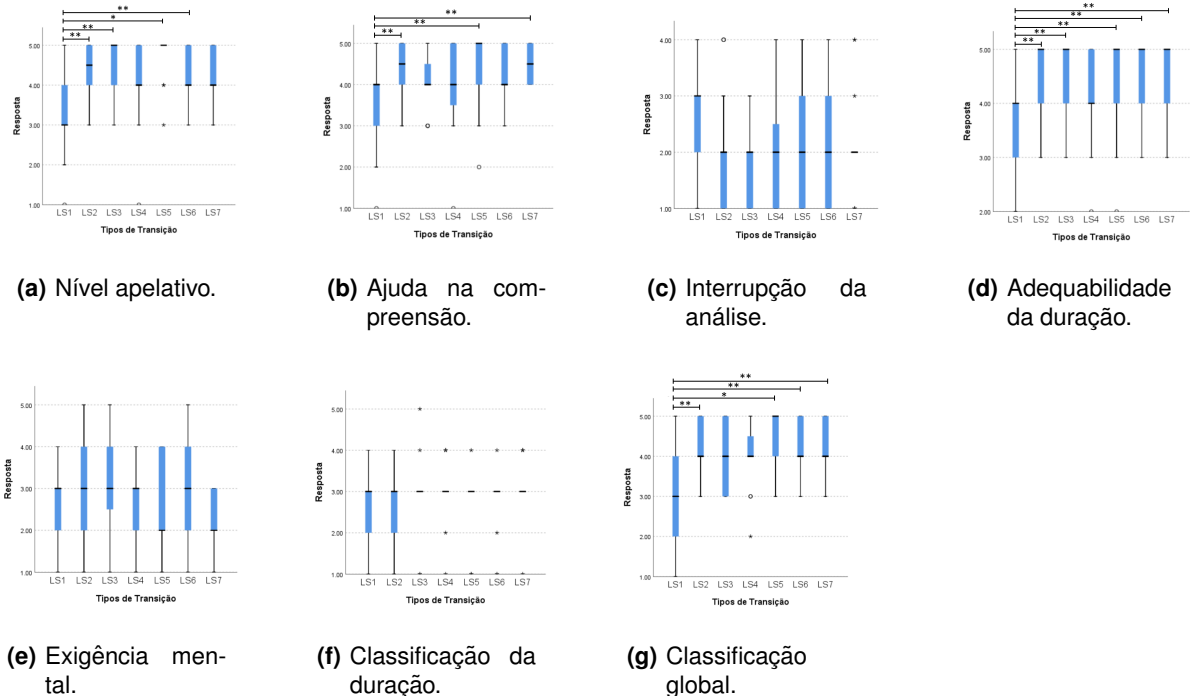 **
*
**
**
5.00
4.00
3.00
2.00
1.00
Resposta
LS1 LS2 LS3 LS4 LS5 LS6 LS7
Tipos de Transição
(a) Nível apelativo.
**
**
**
5.00
4.00
3.00
2.00
1.00
Resposta
LS1 LS2 LS3 LS4 LS5 LS6 LS7
Tipos de Transição
(b) Ajuda na com-
preensão.
4.00
3.00
2.00
1.00
Resposta
LS1 LS2 LS3 LS4 LS5 LS6 LS7
Tipos de Transição
(c) Interrupção da
análise.
**
**
**
**
**
5.00
4.00
3.00
2.00
Resposta
LS1 LS2 LS3 LS4 LS5 LS6 LS7
Tipos de Transição
(d) Adequabilidade
da duração.
5.00
4.00
3.00
2.00
1.00
Resposta
LS1 LS2 LS3 LS4 LS5 LS6 LS7
Tipos de Transição
(e) Exigência men-
tal.
5.00
4.00
3.00
2.00
1.00
Resposta
LS1 LS2 LS3 LS4 LS5 LS6 LS7
Tipos de Transição
(f) Classificação da
duração.
**
**
*
**
5.00
4.00
3.00
2.00
1.00
Resposta
LS1 LS2 LS3 LS4 LS5 LS6 LS7
Tipos de Transição
(g) Classificação
global.